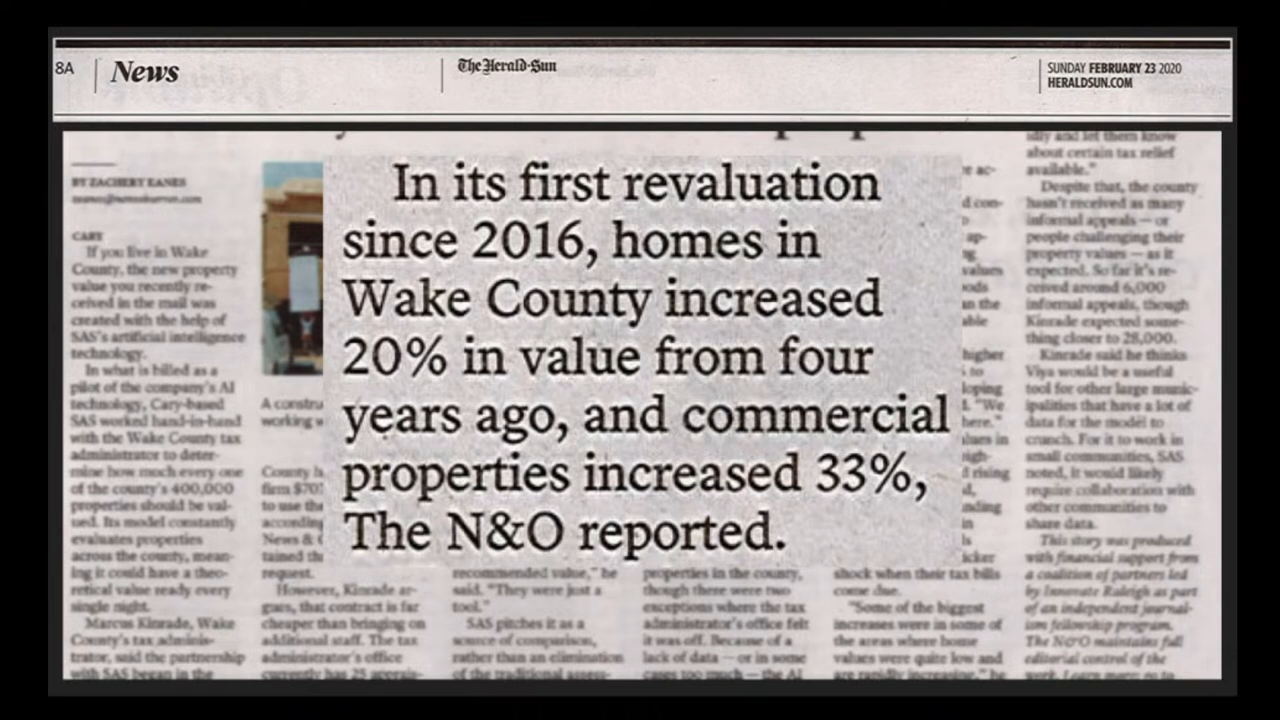 8A
News
The Herald-Sun
SUNDAY FEBRUARY 23 2020
HERALDSUN.COM
In its first revaluation
since 2016, homes in
Wake County increased
20% in value from four
years ago, and commercial
properties increased 33%,
The N&O reported.
BY ZACHERY EANES
CARY
If you live in Wake
County, the new property
value you recently re-
ceived in the mail was
created with the help of
SAS's artificial intelligence
technology.
In what is billed as a
pilot of the company's AI
technology, Cary-based
SAS worked hand-in-hand
with the Wake County tax
administrator to deter-
mine how much every one
of the county's 400,000
properties should be val-
ued. Its model constantly
evaluates properties
across the county, mean-
ing it could have a theo-
retical value ready every
single night.
Marcus Kinrade, Wake
County's tax adminis-
trator, said the partnership
with SAS began in the
A constru
working w
County h
firm $70
to use the
according
News & O
tained th
request.
However, Kinrade ar-
gues, that contract is far
cheaper than bringing on
additional staff. The tax
administrator's office
currently has 25 apprais-
recommended value," he
said. "They were just a
tool."
SAS pitches it as a
source of comparison,
rather than an elimination
of the traditional assess-
properties in the county,
though there were two
exceptions where the tax
administrator's office felt
it was off. Because of a
lack of data — or in some
cases too much — the AI
shock when their tax bills
come due.
"Some of the biggest
increases were in some of
the areas where home
values were quite low and
are rapidly increasing," he
idly and let them know
about certain tax relief
available."
Despite that, the county
hasn't received as many
informal appeals — or
people challenging their
property values — as it
expected. So far it's re-
ceived around 6,000
informal appeals, though
Kinrade expected some-
thing closer to 28,000.
Kinrade said he thinks
Viya would be a useful
tool for other large munic-
ipalities that have a lot of
data for the model to
crunch. For it to work in
small communities, SAS
noted, it would likely
require collaboration with
other communities to
share data.
This story was produced
with financial support from
a coalition of partners led
by Innovate Raleigh as part
of an independent journal-
ism fellowship program.
The N&O maintains full
editorial control of the